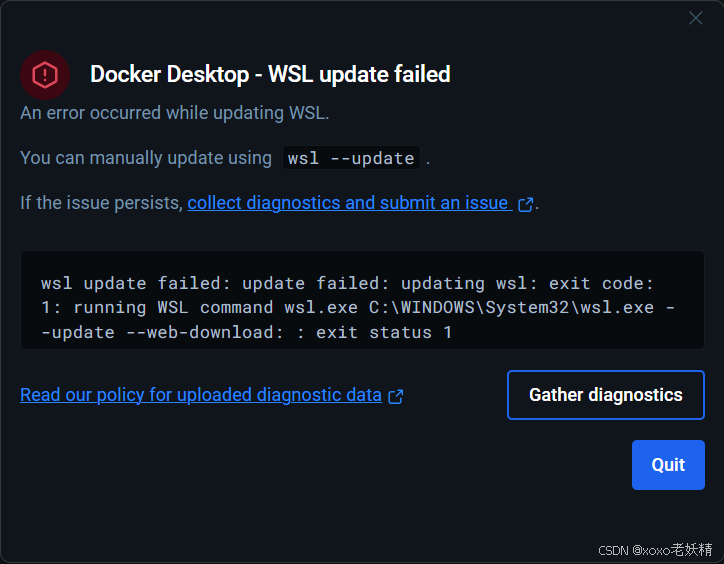 Docker Desktop - WSL update failed
An error occurred while updating WSL.
You can manually update using wsl --update .
If the issue persists, collect diagnostics and submit an issue .
wsl update failed: update failed: updating wsl: exit code:
1: running WSL command wsl.exe C:\WINDOWS\System32\wsl.exe -
-update --web-download: : exit status 1
Read our policy for uploaded diagnostic data
Gather diagnostics
Quit
CSDN @xoxo老妖精